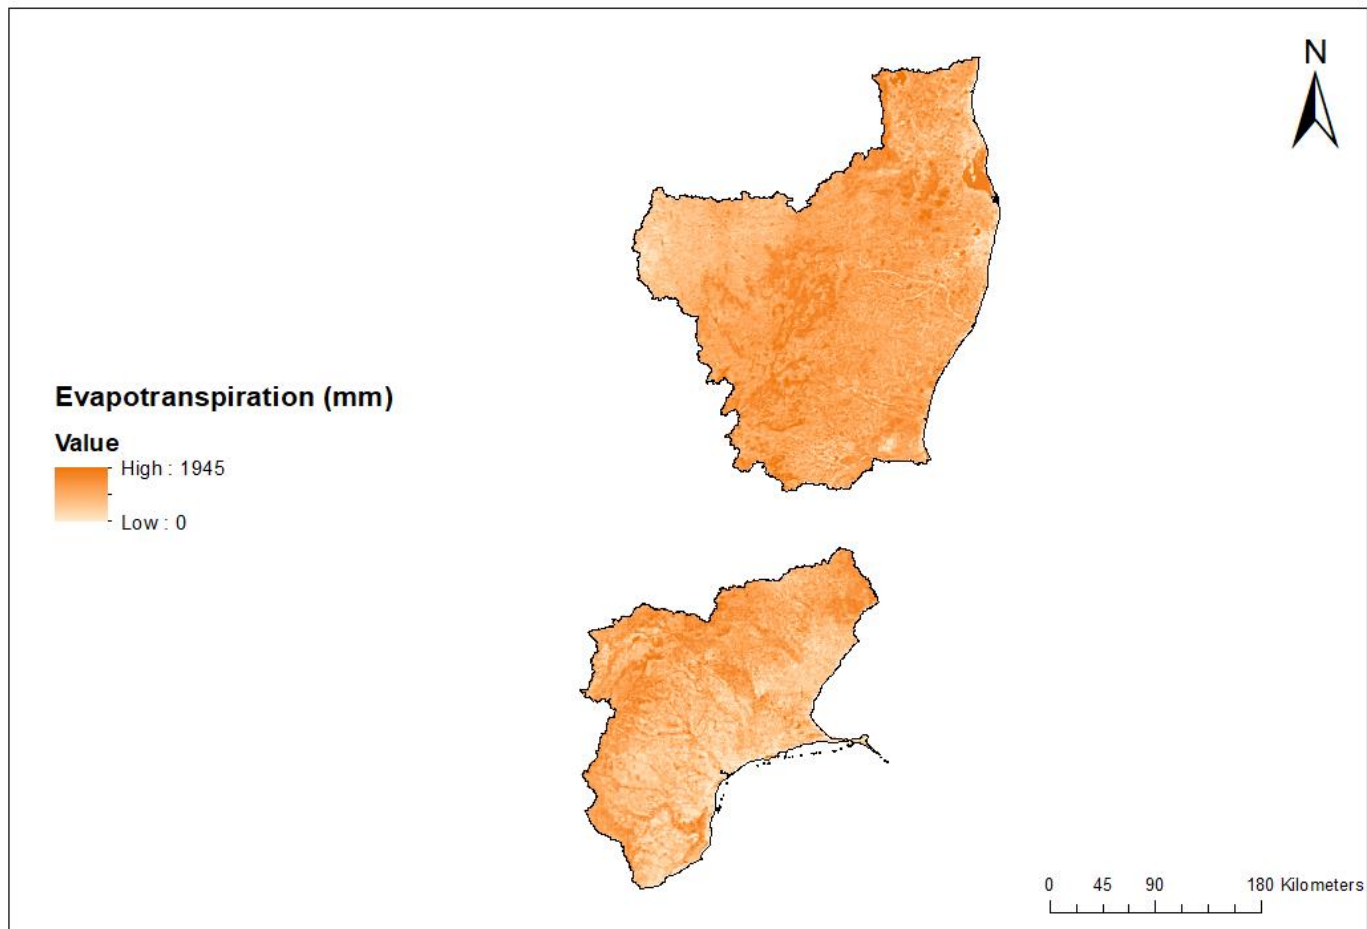 N
Evapotranspiration (mm)
Value
High : 1945
Low : 0
0 45 90 180 Kilometers